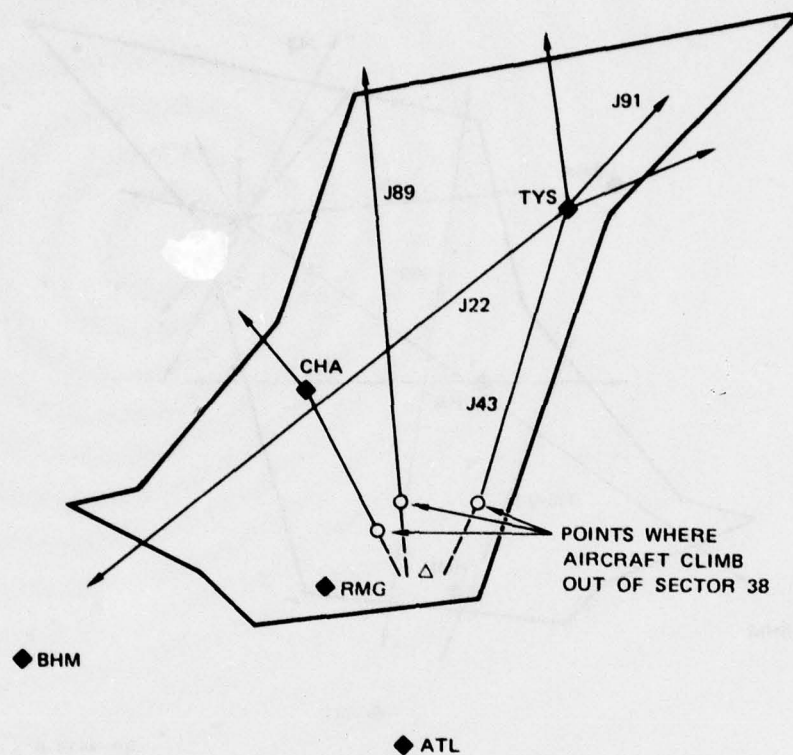 J91
J89
TYS
J22
CHA
J43
POINTS WHERE
AIRCRAFT CLIMB
OUT OF SECTOR 38
RMG
BHM
ATL